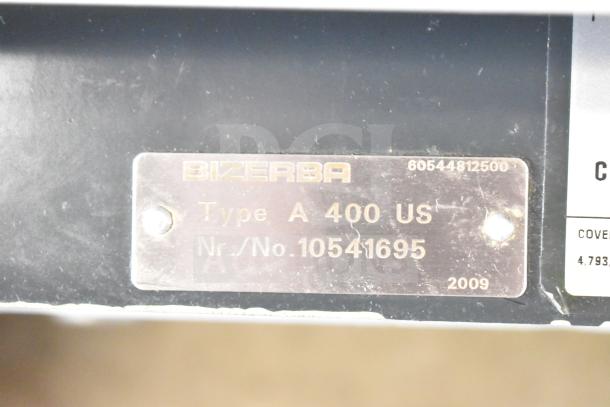 BIZERBA 60544812500
Type A 400 US
Nr./No. 10541695
2009
C
COVE
4,793,